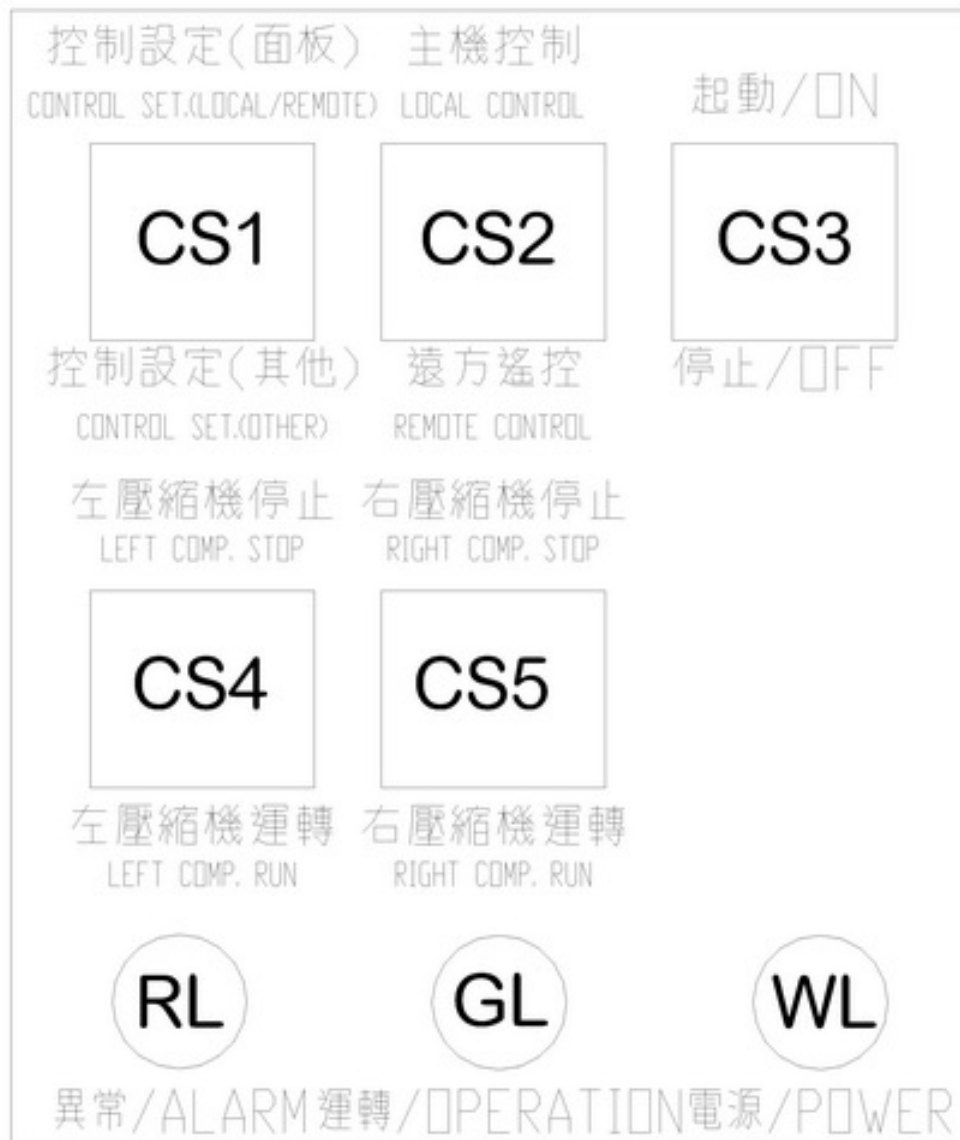 控制設定(面板) 主機控制
起動/ON
CONTROL SET.(LOCAL/REMOTE) LOCAL CONTROL
CS1 CS2 CS3
控制設定(其他) 遠方遙控 停止/OFF
CONTROL SET.(OTHER) REMOTE CONTROL
左壓縮機停止 右壓縮機停止
LEFT COMP. STOP RIGHT COMP. STOP
CS4 CS5
左壓縮機運轉 右壓縮機運轉
LEFT COMP. RUN RIGHT COMP. RUN
RL GL WL
異常/ALARM 運轉/OPERATION 電源/POWER